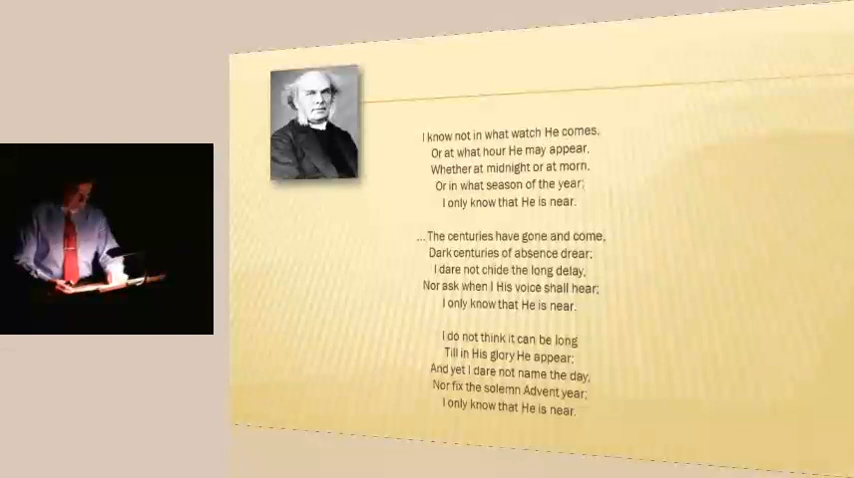 I know not in what watch He comes,
Or at what hour He may appear,
Whether at midnight or at morn,
Or in what season of the year;
I only know that He is near.
... The centuries have gone and come,
Dark centuries of absence drear;
I dare not chide the long delay,
Nor ask when I His voice shall hear;
I only know that He is near.
I do not think it can be long
Till in His glory He appear;
And yet I dare not name the day,
Nor fix the solemn Advent year;
I only know that He is near.